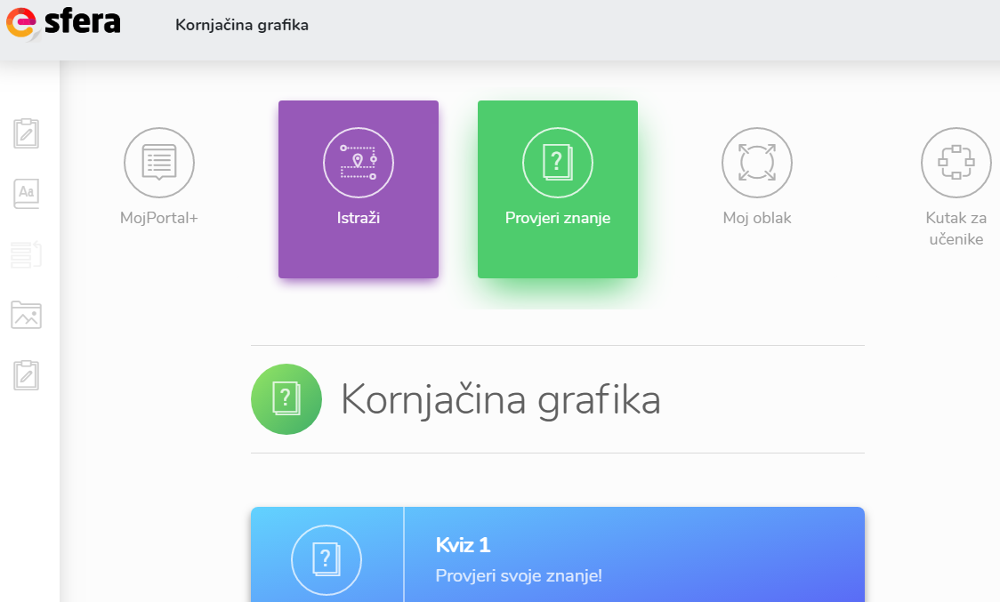 e sfera
Kornjačina grafika
Aa
?
MojPortal+
Istraži
Provjeri znanje
Moj oblak
Kutak za
učenike
?
Kornjačina grafika
?
Kviz 1
Provjeri svoje znanje!